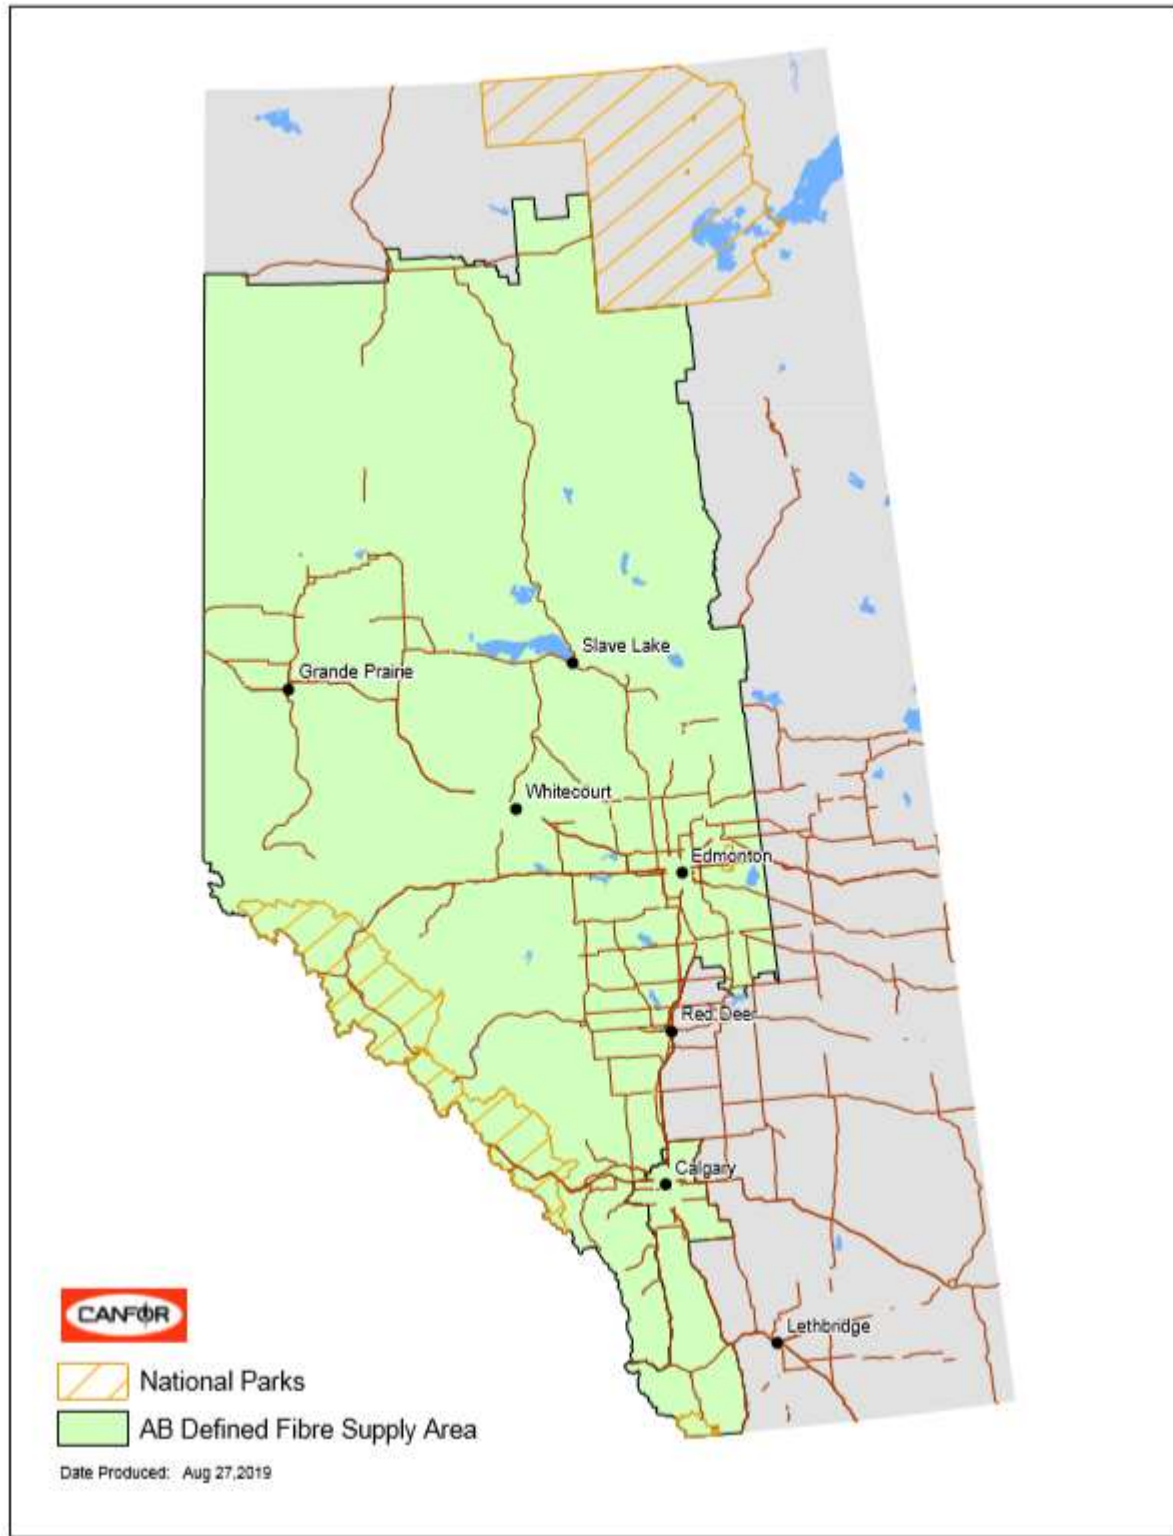 Slave Lake
Grande Prairie
Whitecourt
Edmonton
Red Deer
Calgary
Lethbridge
CANFOR
National Parks
AB Defined Fibre Supply Area
Date Produced: Aug 27,2019